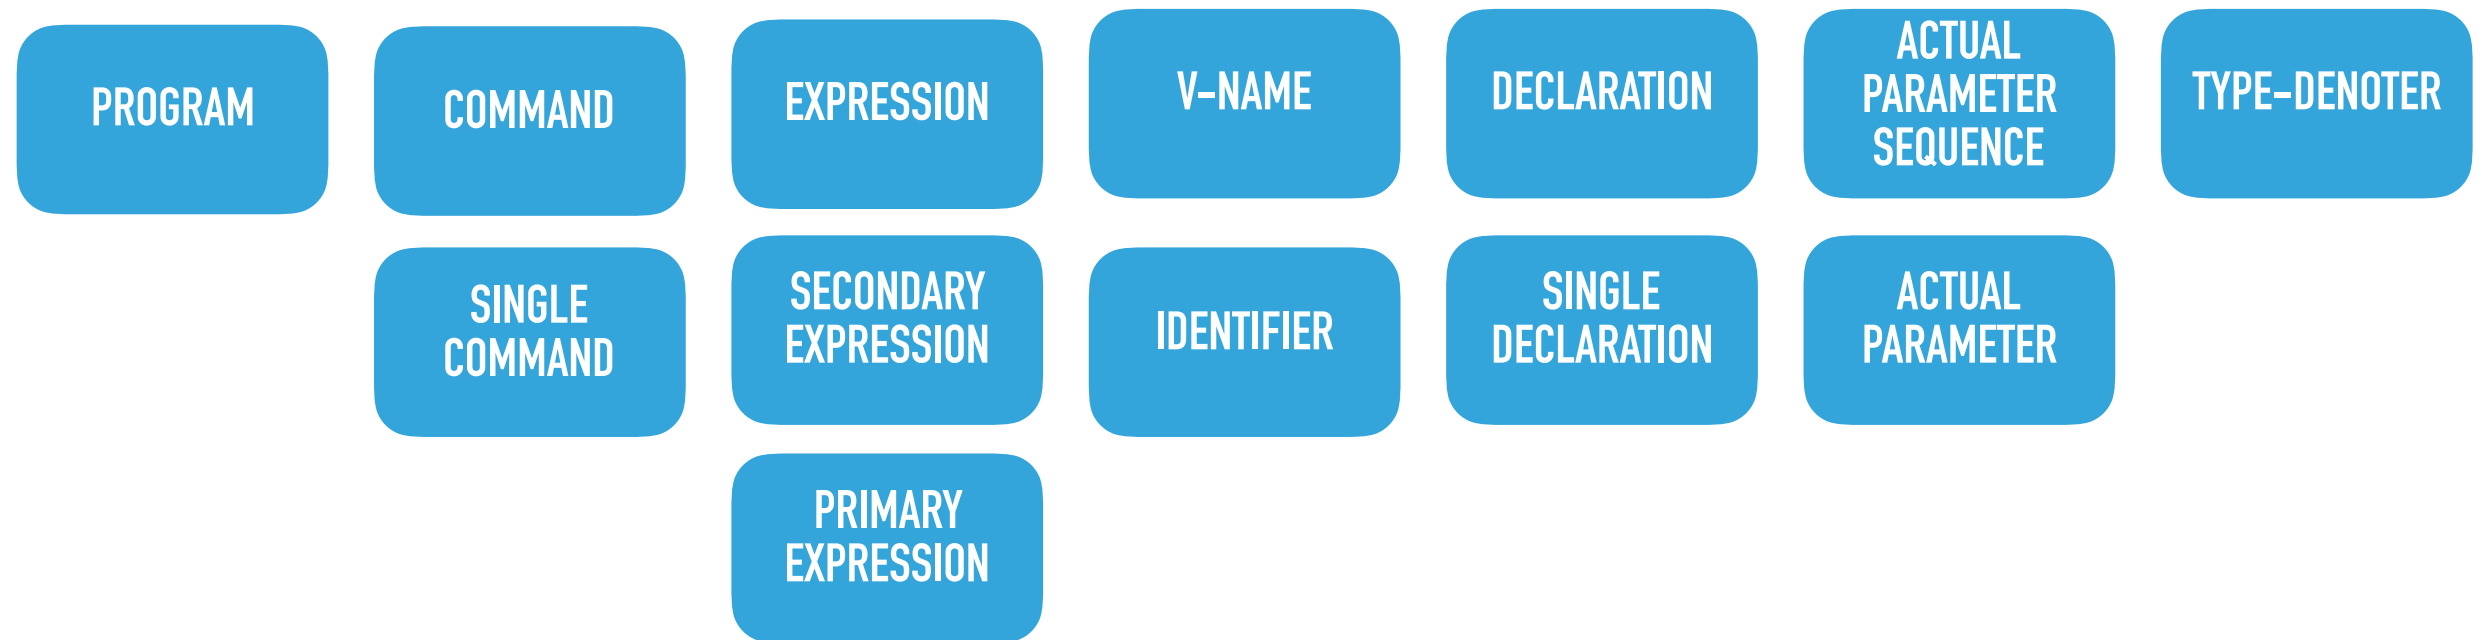 PROGRAM
COMMAND
EXPRESSION
V-NAME
DECLARATION
ACTUAL
PARAMETER
SEQUENCE
TYPE-DENOTER
SINGLE
COMMAND
SECONDARY
EXPRESSION
IDENTIFIER
SINGLE
DECLARATION
ACTUAL
PARAMETER
PRIMARY
EXPRESSION